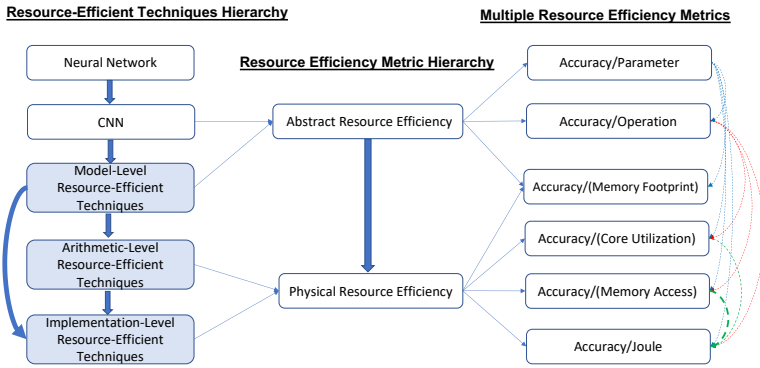 Resource-Efficient Techniques Hierarchy
Multiple Resource Efficiency Metrics
Resource Efficiency Metric Hierarchy
Neural Network
CNN
Model-Level
Resource-Efficient
Techniques
Arithmetic-Level
Resource-Efficient
Techniques
Implementation-Level
Resource-Efficient
Techniques
Abstract Resource Efficiency
Physical Resource Efficiency
Accuracy/Parameter
Accuracy/Operation
Accuracy/(Memory Footprint)
Accuracy/(Core Utilization)
Accuracy/(Memory Access)
Accuracy/Joule